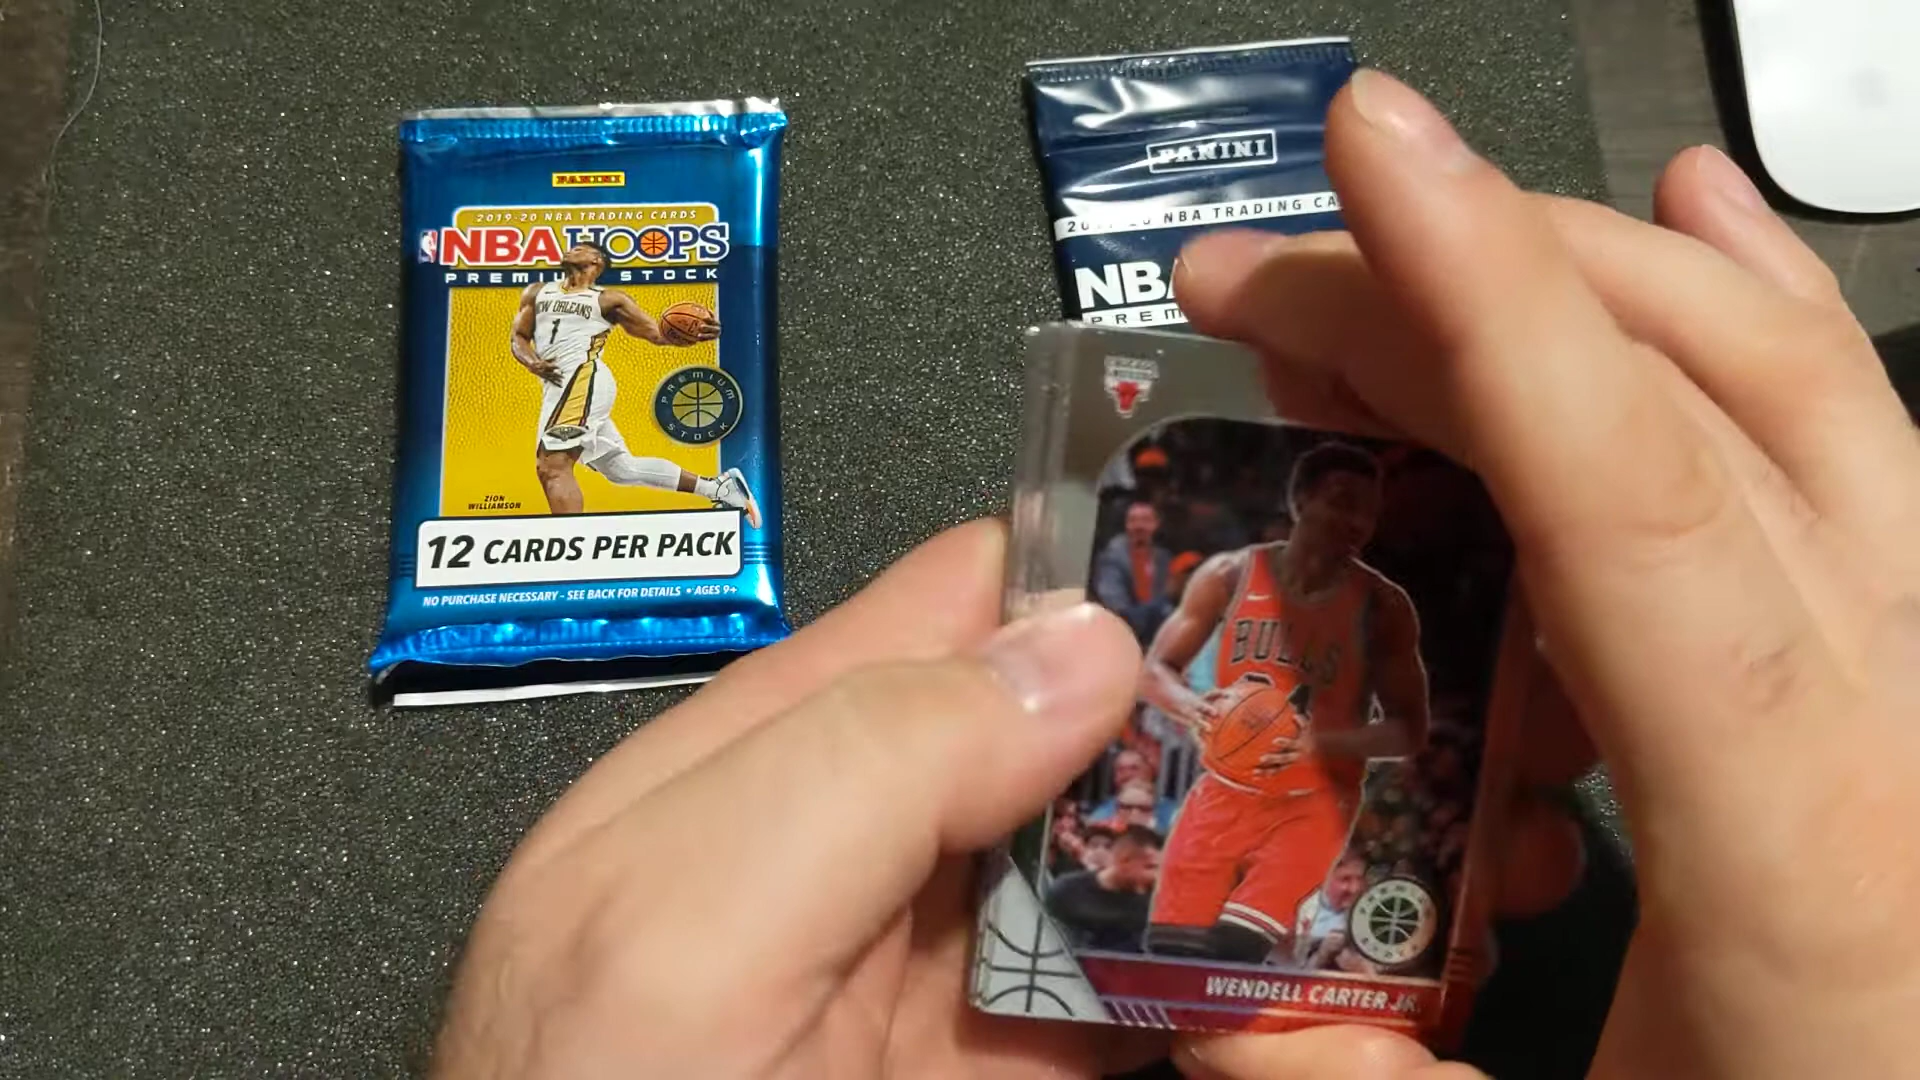 PANINI
2019-20 NBA TRADING CARDS
NBA HOOPS
PREMIUM STOCK
NEW ORLEANS
1
PREMIUM
STOCK
ZION
WILLIAMSON
12 CARDS PER PACK
NO PURCHASE NECESSARY - SEE BACK FOR DETAILS • AGES 9+
PANINI
NBA TRADING CA
NB
PREM
BULLS
WENDELL CARTER JR.